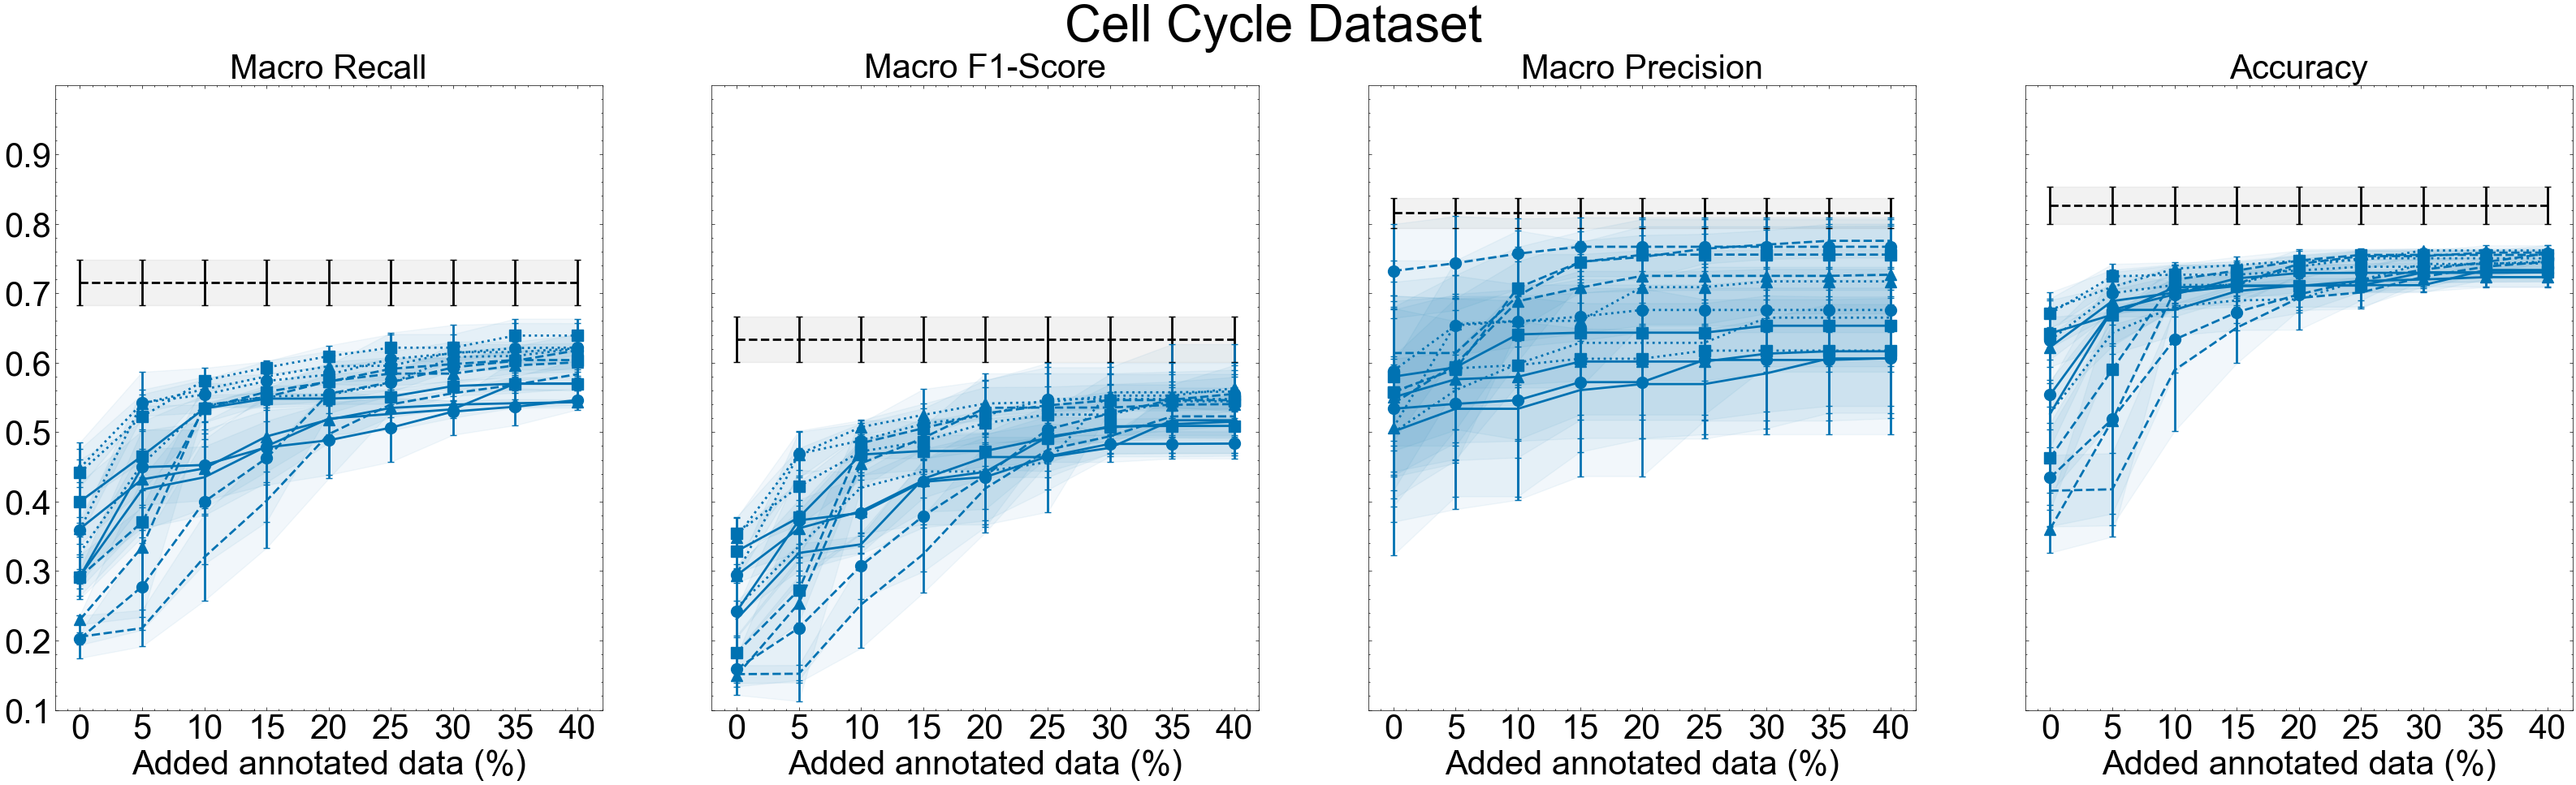 Cell Cycle Dataset
Macro Recall
0.9
0.8
0.7
0.6
0.5
0.4
0.3
0.2
0.1
0 5 10 15 20 25 30 35 40
Added annotated data (%)
Macro F1-Score
0 5 10 15 20 25 30 35 40
Added annotated data (%)
Macro Precision
0 5 10 15 20 25 30 35 40
Added annotated data (%)
Accuracy
0 5 10 15 20 25 30 35 40
Added annotated data (%)